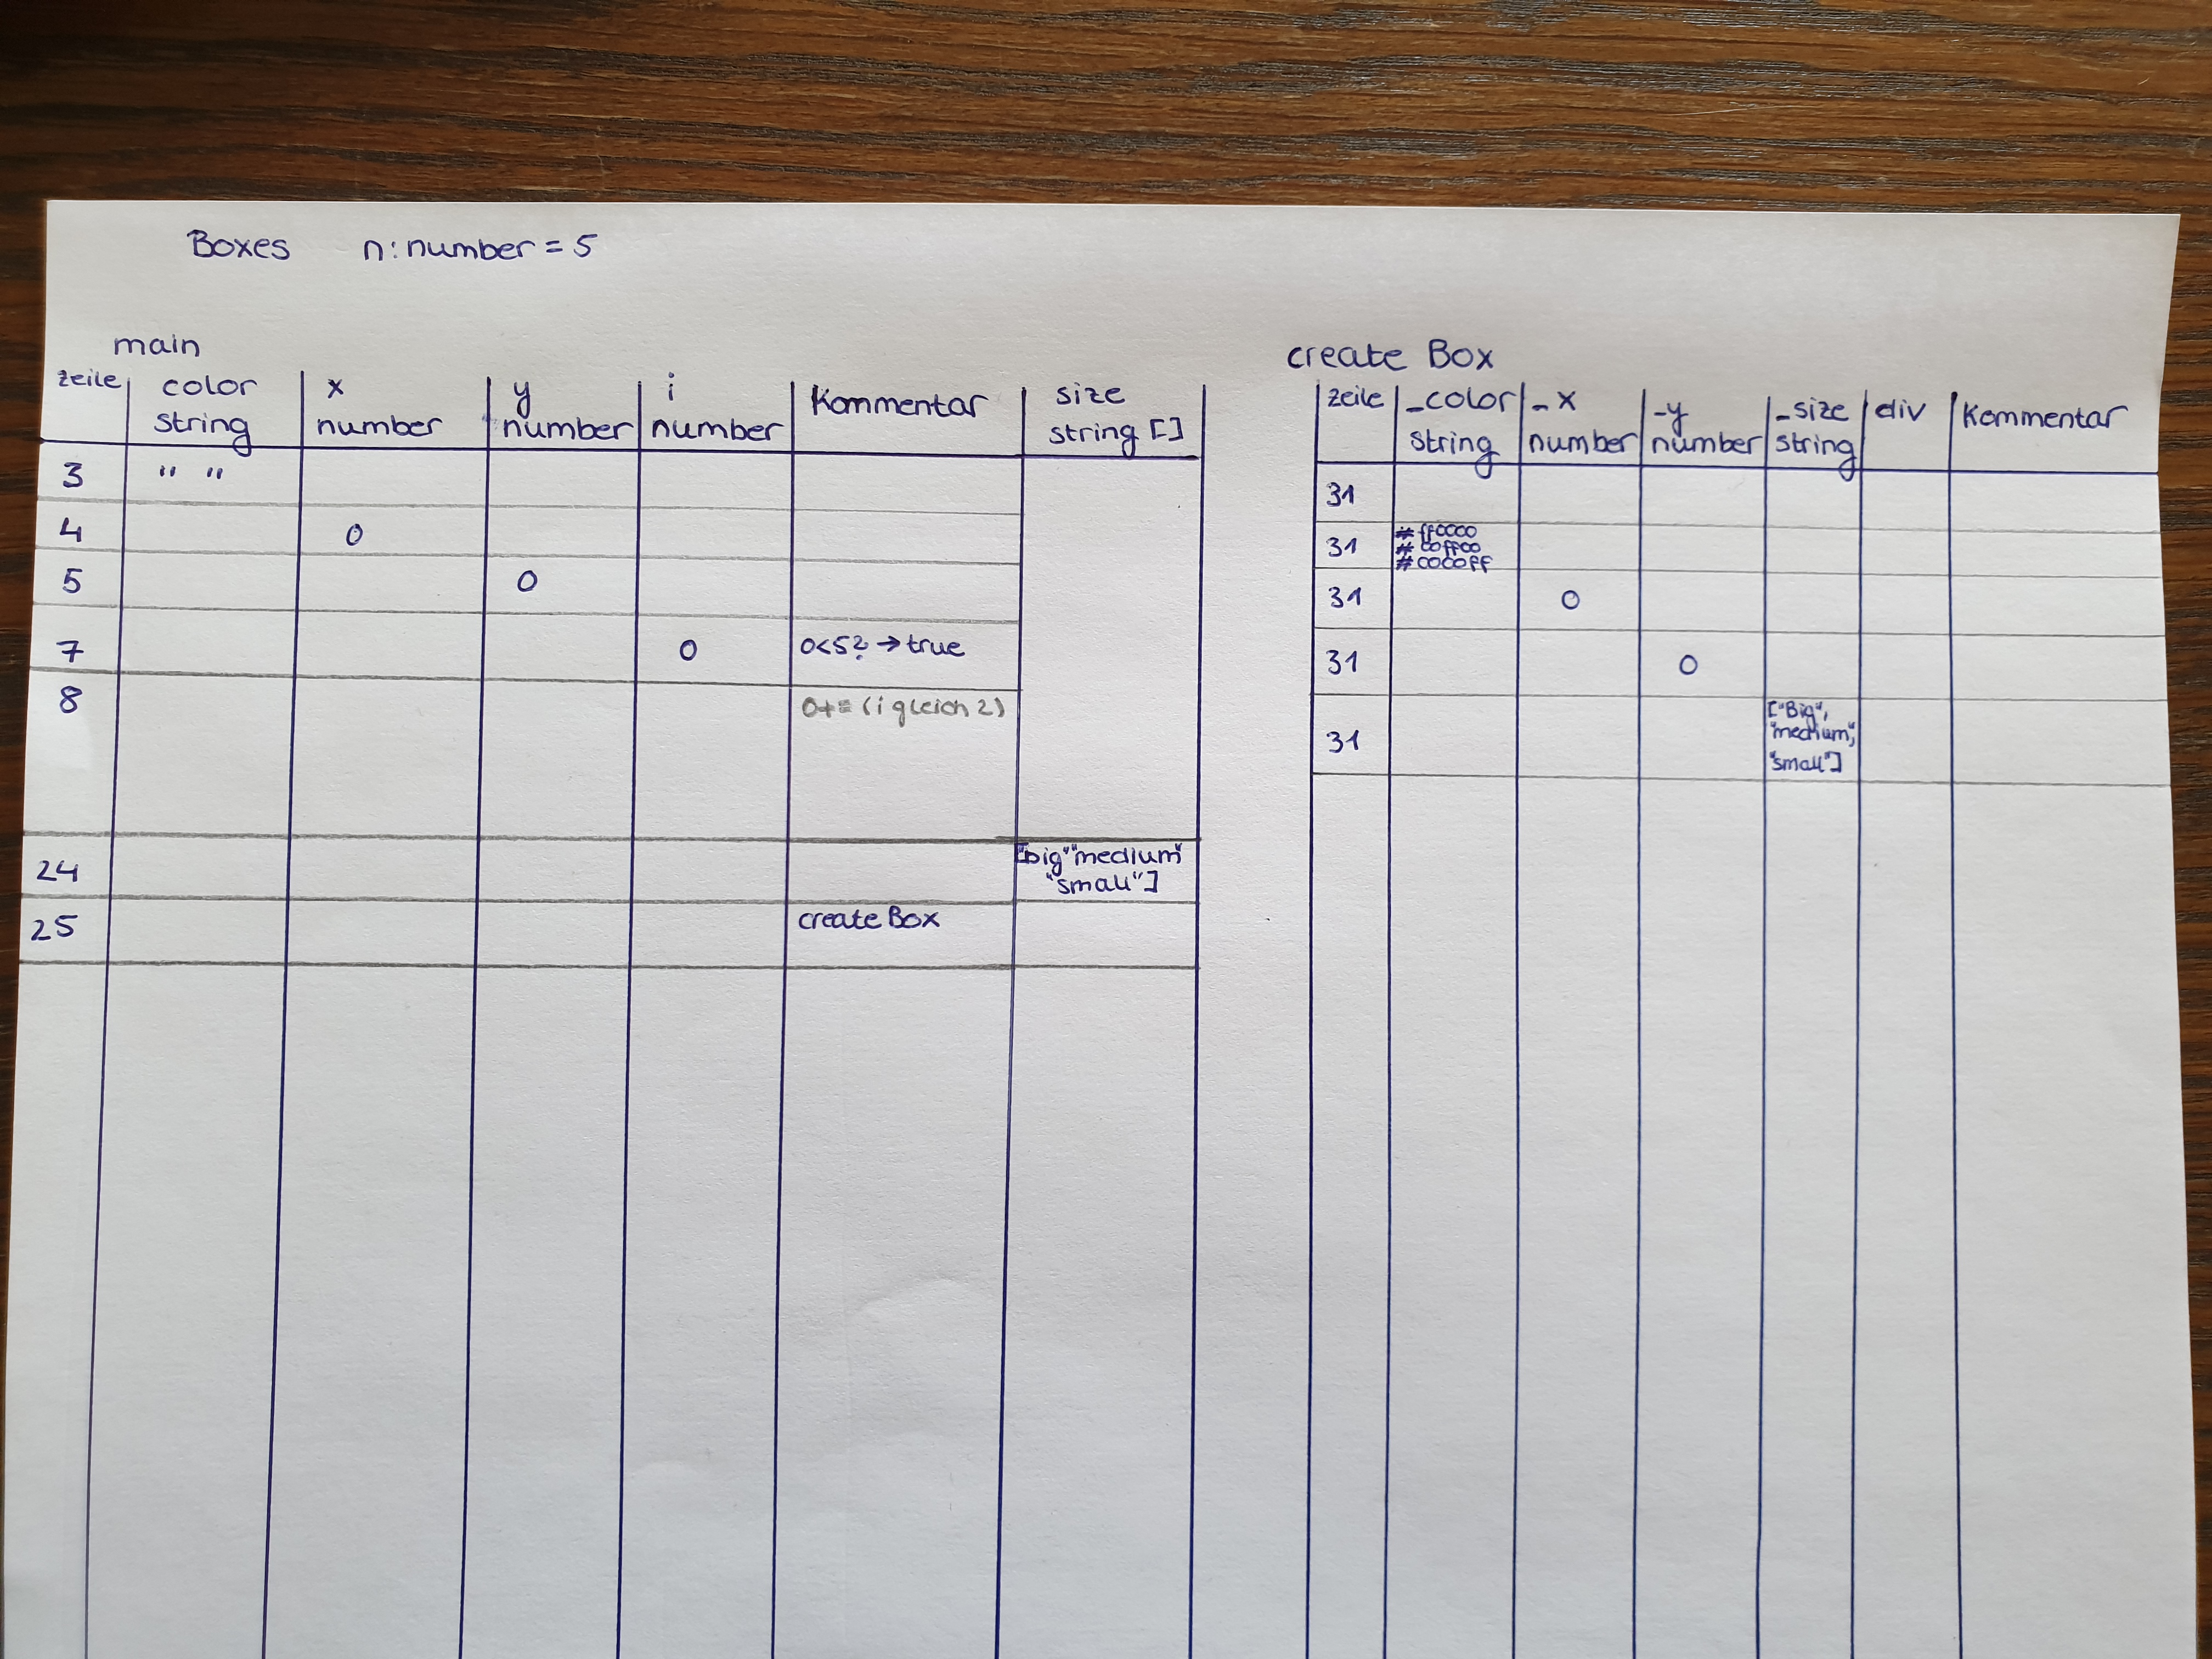 Boxes n: number = 5
main
zeile color string x number y number i number Kommentar size string []
3 " "
4 0
5 0
7 0 0<5? → true
8 0+= (i gleich 2)
24 ["big" "medium" "small"]
25 create Box
create Box
zeile _color string _x number _y number _size string div Kommentar
31
31 #ff0000
#00ff00
#0000ff
31 0
31 0
31 ["Big",
"medium",
"small"]